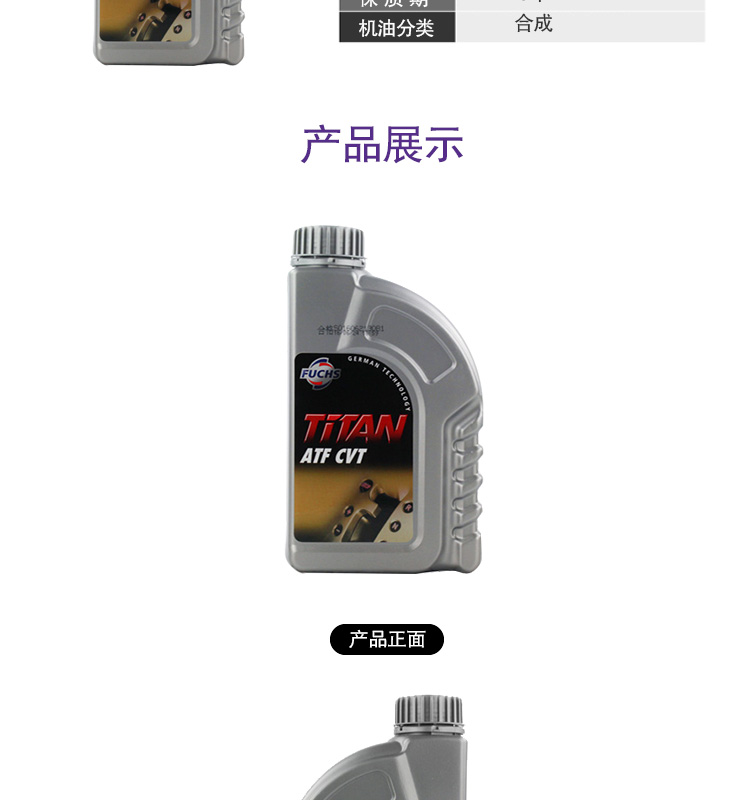 保 质 期
机油分类
合成
产品展示
GERMAN TECHNOLOGY
FUCHS
TiTAN
ATF CVT
产品正面